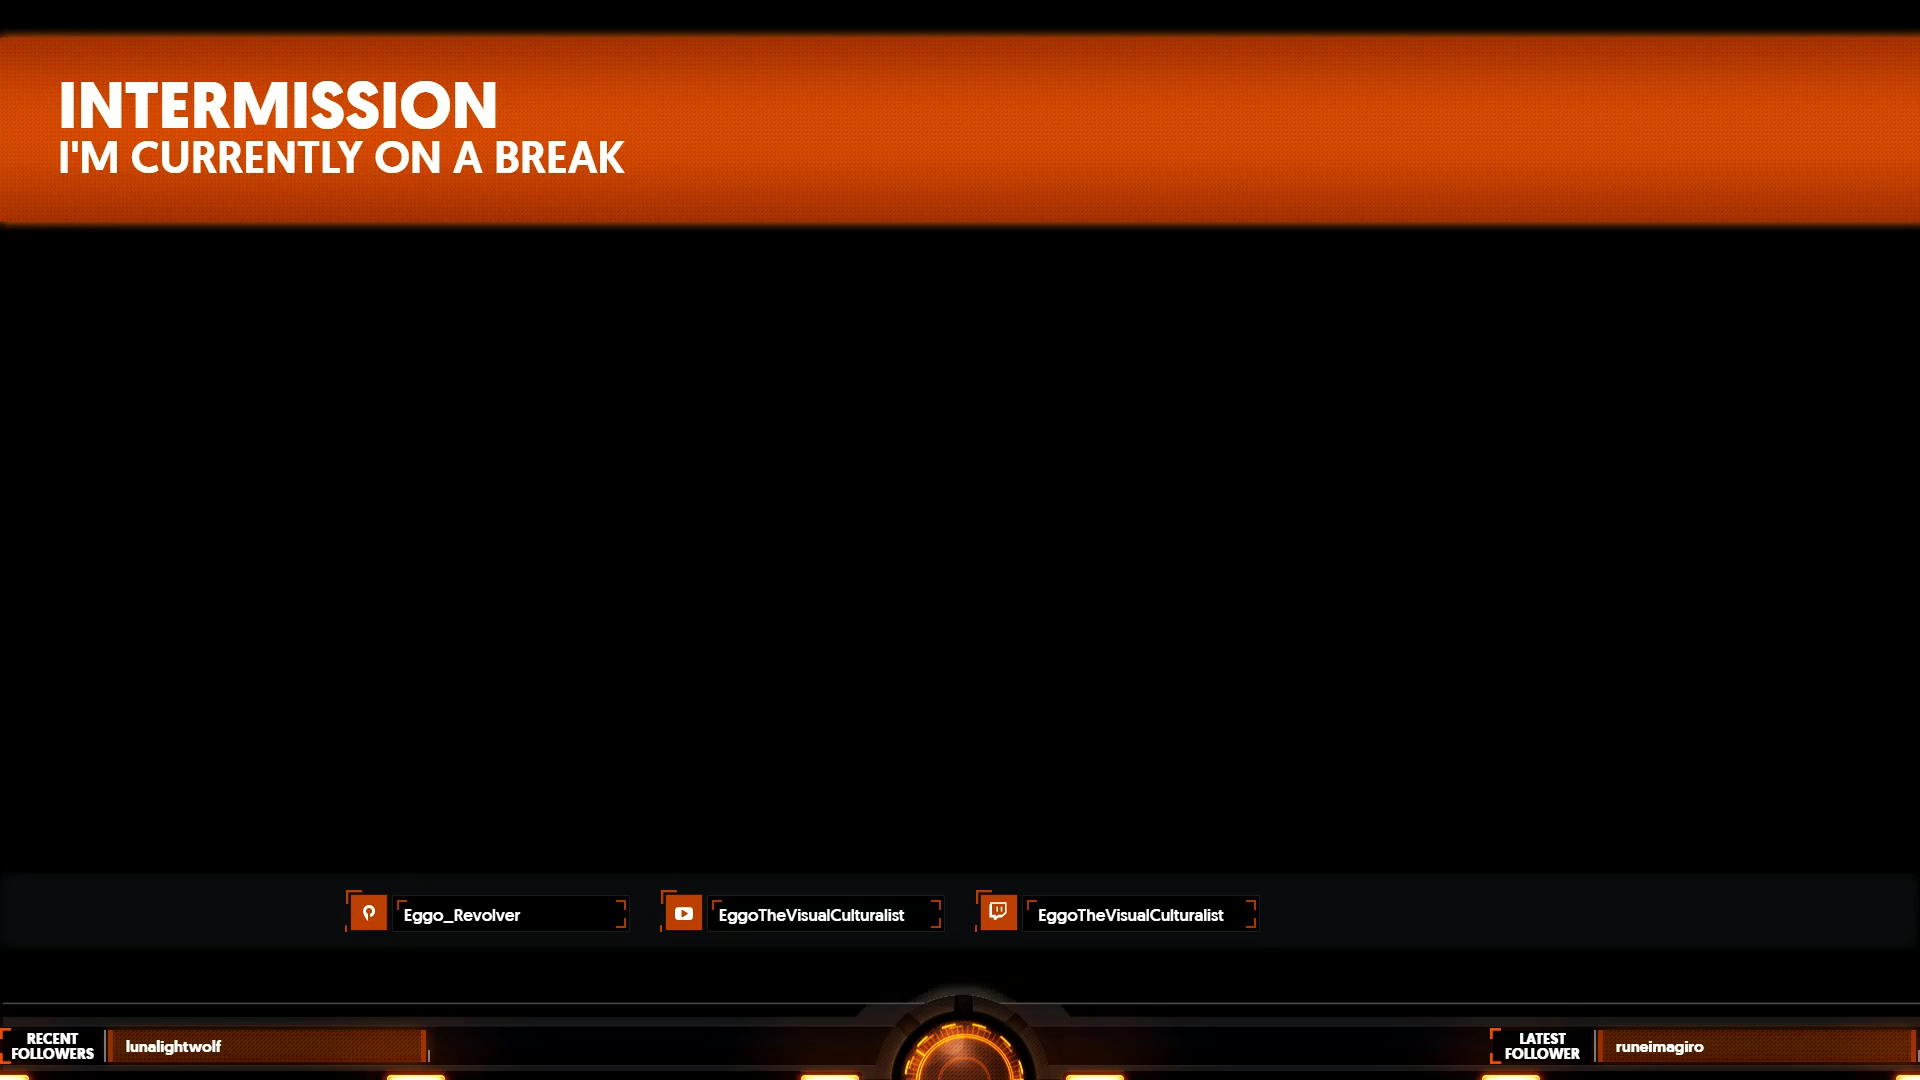 INTERMISSION
I'M CURRENTLY ON A BREAK
Eggo_Revolver
EggoTheVisualCulturalist
EggoTheVisualCulturalist
RECENT
FOLLOWERS
lunalightwolf
LATEST
FOLLOWER
runeimagiro